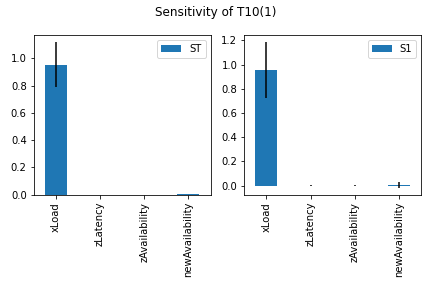 Sensitivity of T10(1)
ST
1.0
0.8
0.6
0.4
0.2
0.0
xLoad
zLatency
zAvailability
newAvailability
S1
1.2
1.0
0.8
0.6
0.4
0.2
0.0
xLoad
zLatency
zAvailability
newAvailability